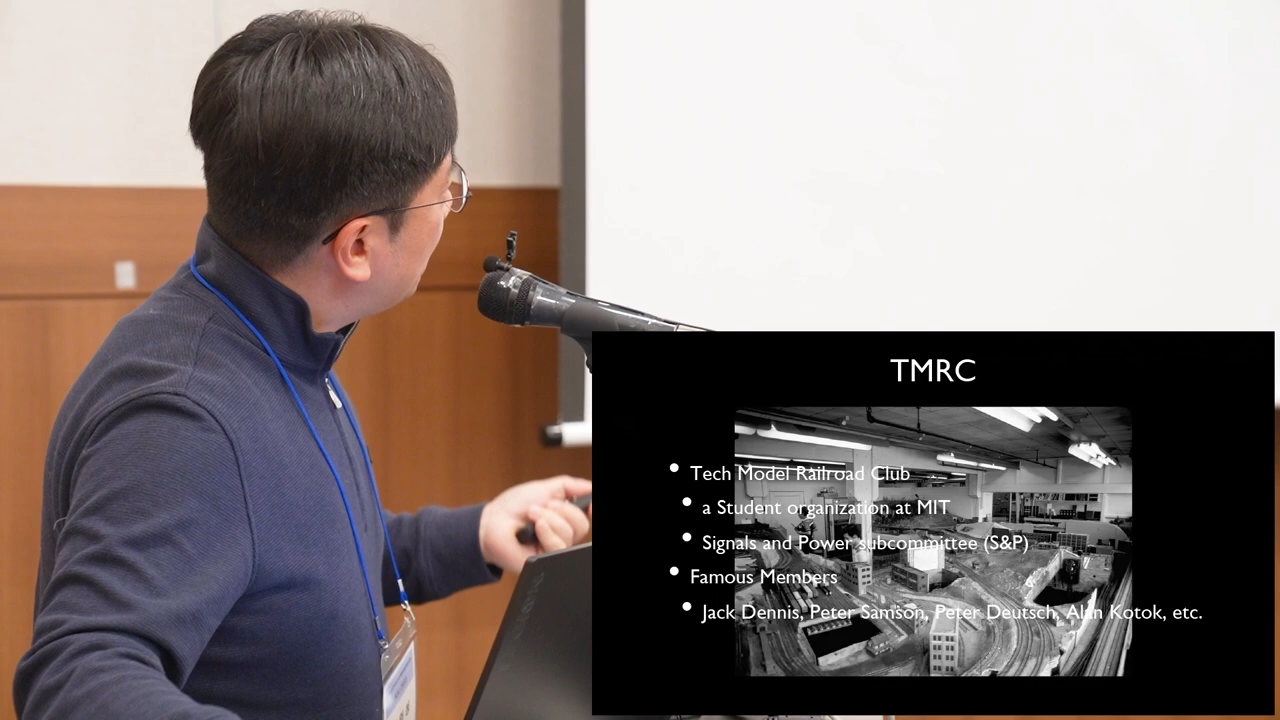 TMRC
• Tech Model Railroad Club
• a Student organization at MIT
• Signals and Power subcommittee (S&P)
• Famous Members
• Jack Dennis, Peter Samson, Peter Deutsch, Alan Kotok, etc.